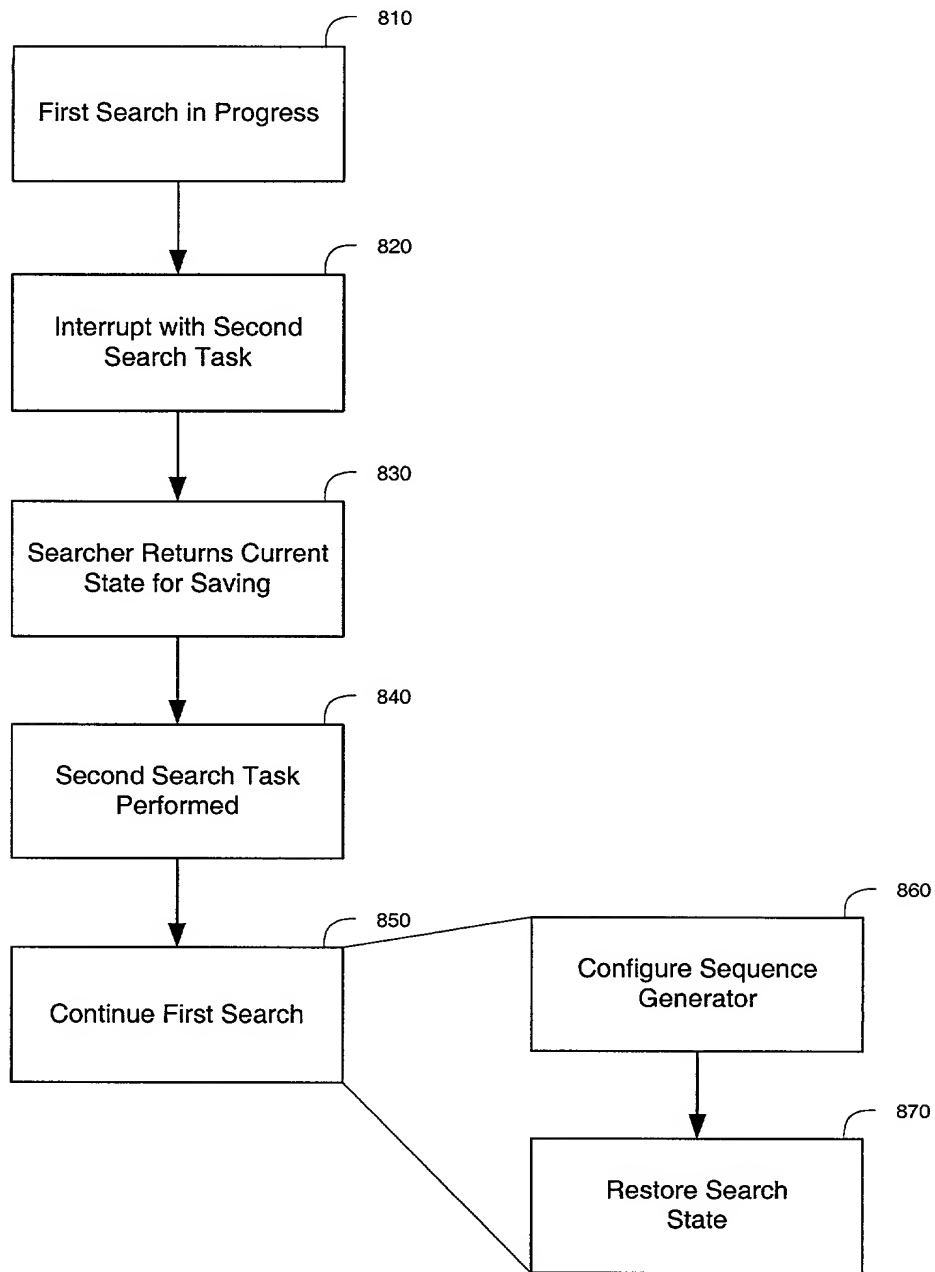 810
First Search in Progress
820
Interrupt with Second
Search Task
830
Searcher Returns Current
State for Saving
840
Second Search Task
Performed
850
Continue First Search
860
Configure Sequence
Generator
870
Restore Search
State